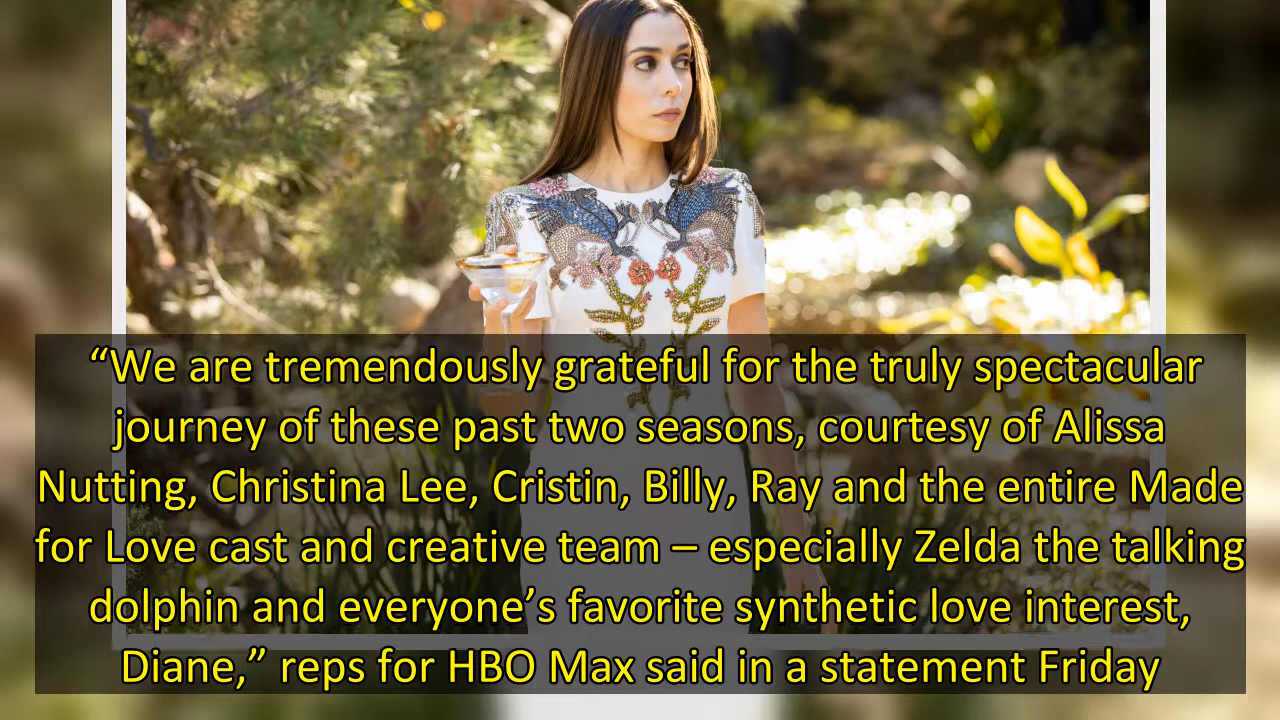 “We are tremendously grateful for the truly spectacular
journey of these past two seasons, courtesy of Alissa
Nutting, Christina Lee, Cristin, Billy, Ray and the entire Made
for Love cast and creative team – especially Zelda the talking
dolphin and everyone’s favorite synthetic love interest,
Diane,” reps for HBO Max said in a statement Friday